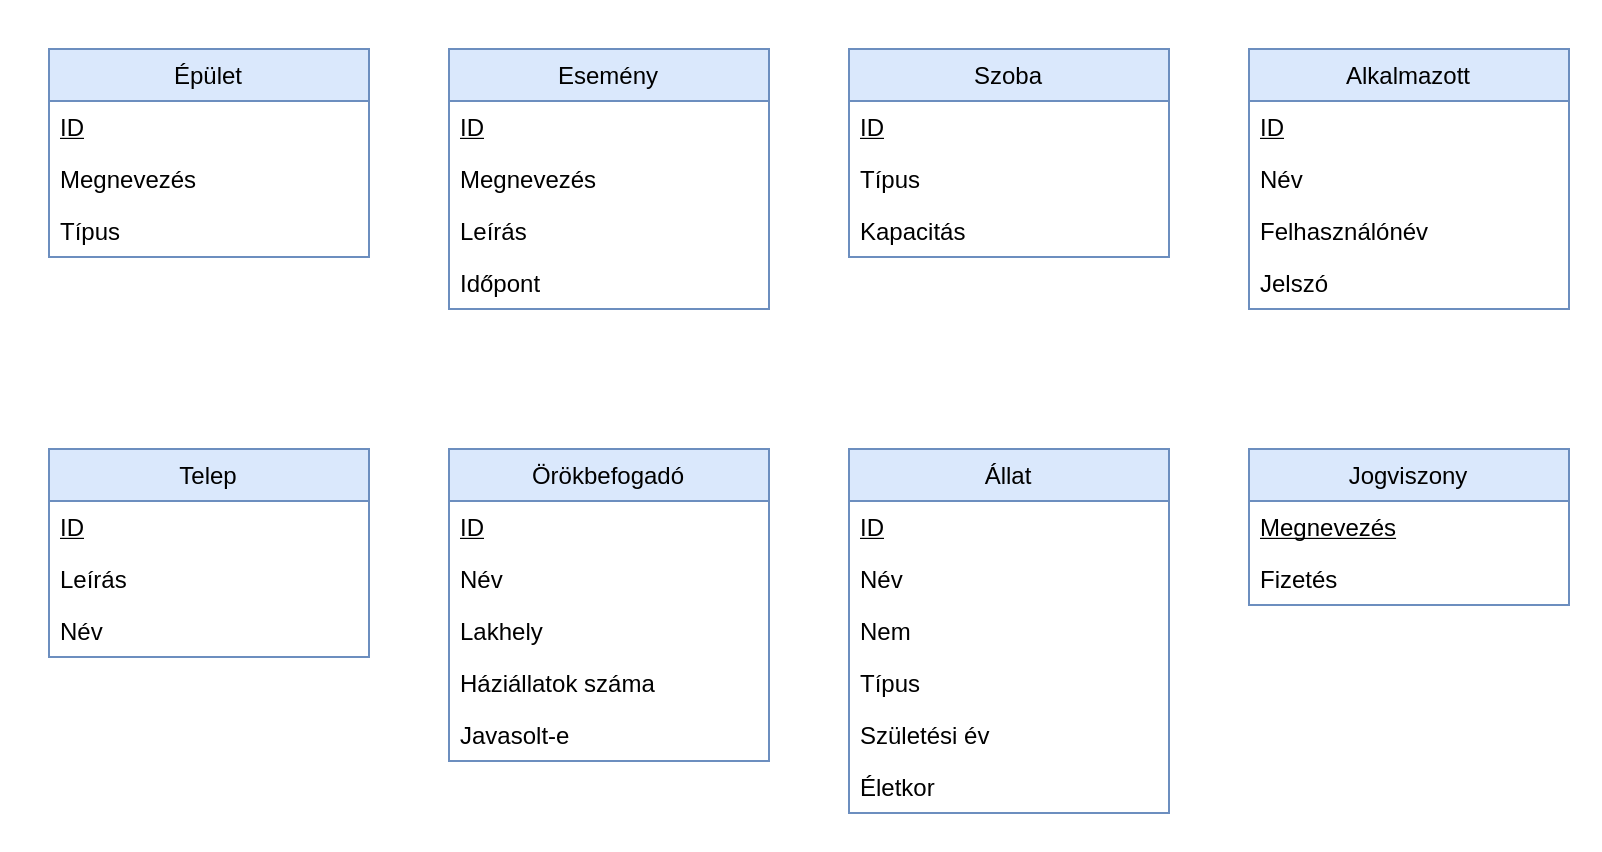 Épület
ID
Megnevezés
Típus
Esemény
ID
Megnevezés
Leírás
Időpont
Szoba
ID
Típus
Kapacitás
Alkalmazott
ID
Név
Felhasználónév
Jelszó
Telep
ID
Leírás
Név
Örökbefogadó
ID
Név
Lakhely
Háziállatok száma
Javasolt-e
Állat
ID
Név
Nem
Típus
Születési év
Életkor
Jogviszony
Megnevezés
Fizetés